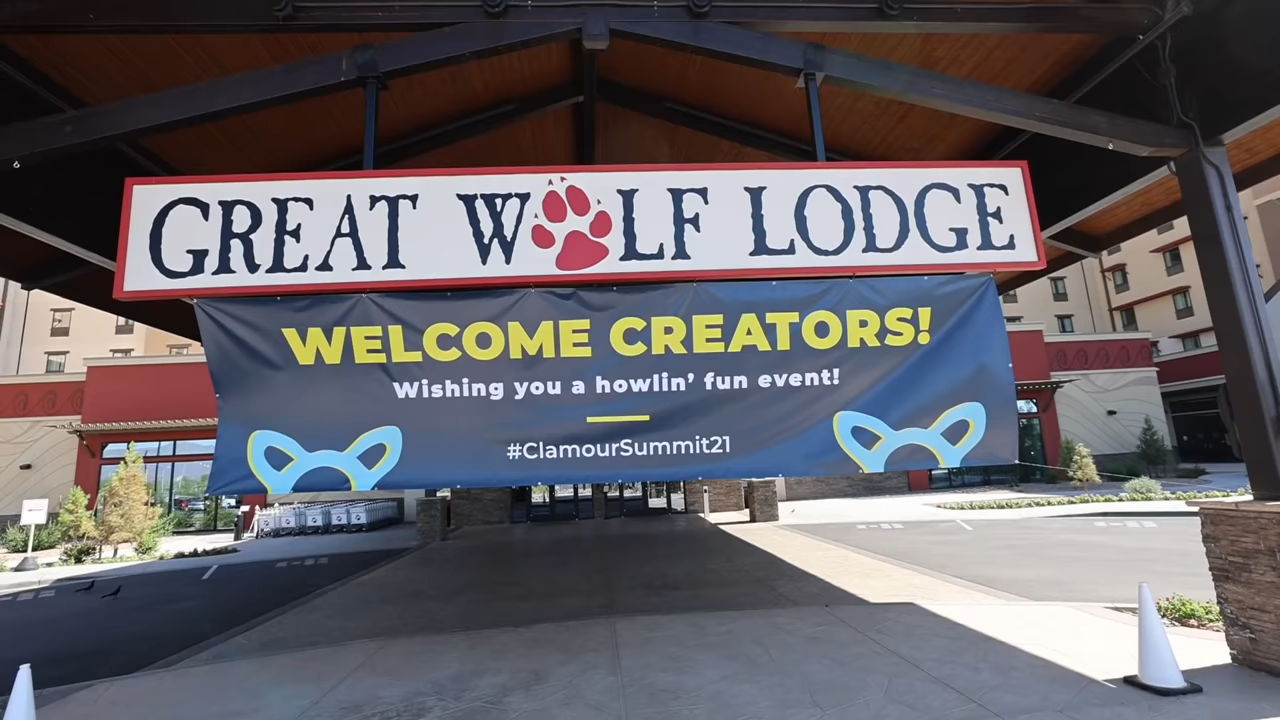 GREAT WOLF LODGE
WELCOME CREATORS!
Wishing you a howlin' fun event!
#ClamourSummit21